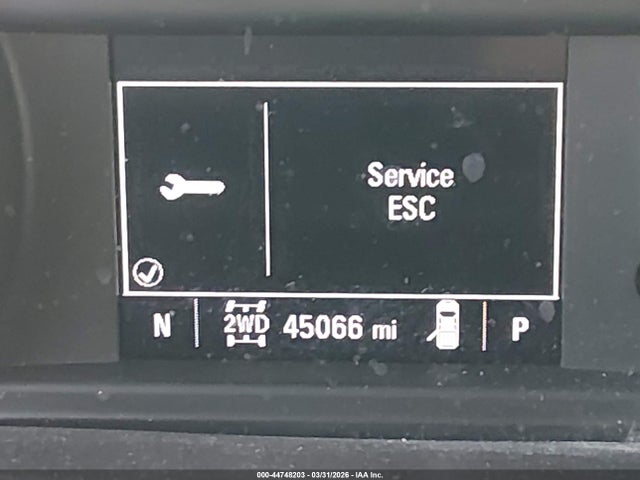 Service
ESC
N 2WD 45066 mi P
000-44748203 - 03/31/2026 - IAA Inc.